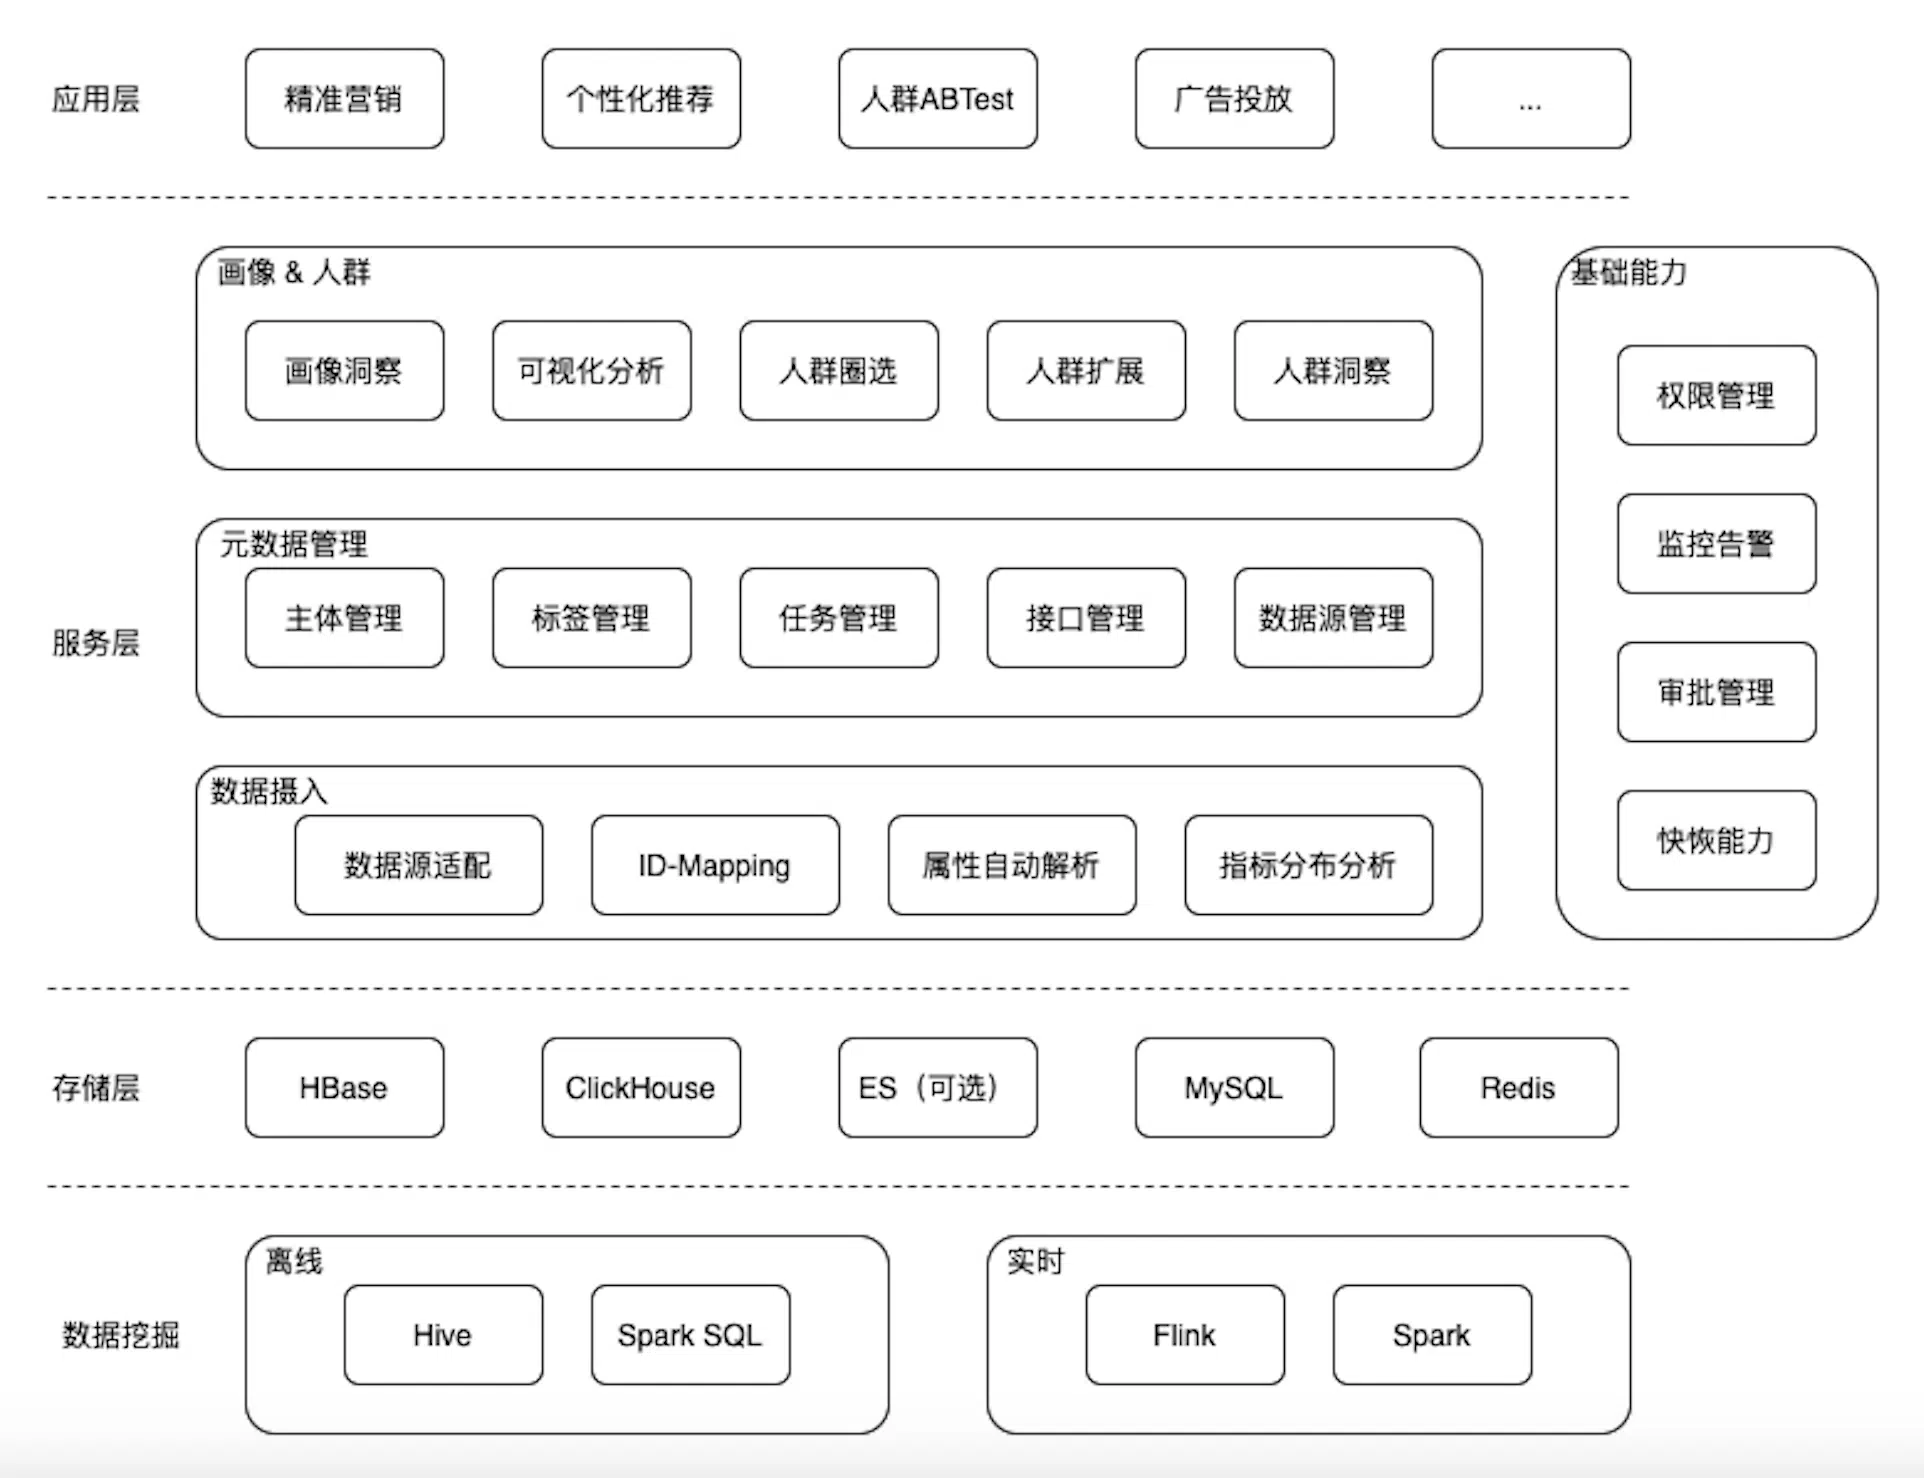 应用层
精准营销
个性化推荐
人群ABTest
广告投放
...
画像 & 人群
画像洞察
可视化分析
人群圈选
人群扩展
人群洞察
基础能力
权限管理
监控告警
审批管理
快恢能力
服务层
元数据管理
主体管理
标签管理
任务管理
接口管理
数据源管理
数据摄入
数据源适配
ID-Mapping
属性自动解析
指标分布分析
存储层
HBase
ClickHouse
ES（可选）
MySQL
Redis
数据挖掘
离线
Hive
Spark SQL
实时
Flink
Spark